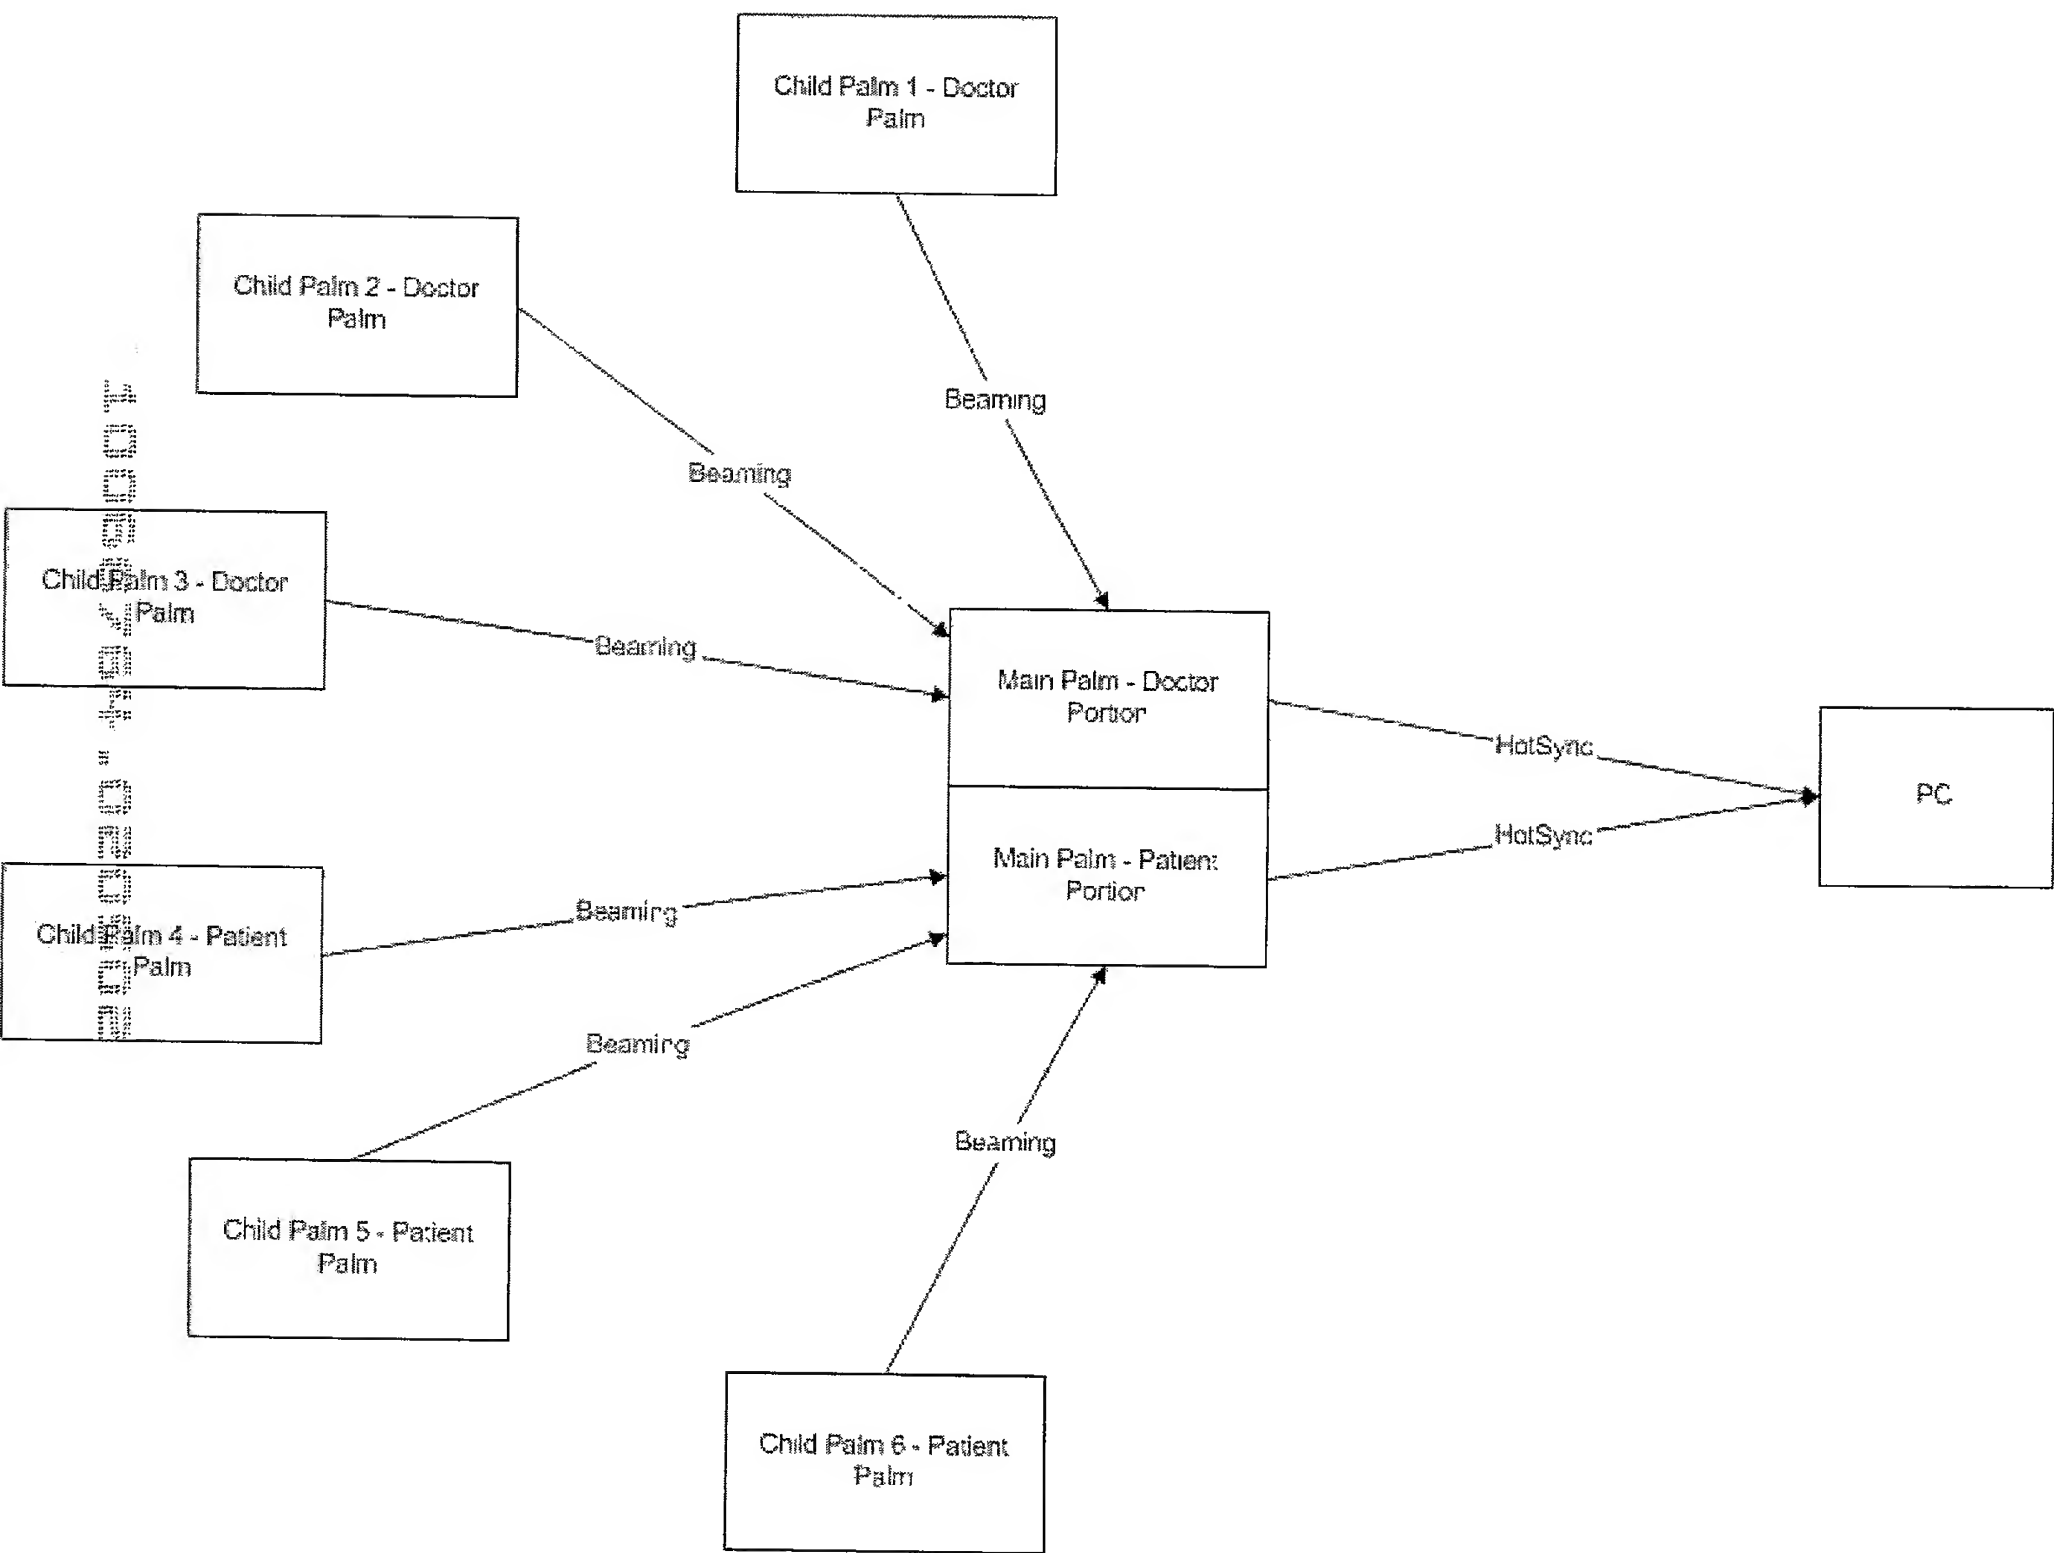 Child Palm 1 - Doctor
Palm
Child Palm 2 - Doctor
Palm
Beaming
Beaming
Child Palm 3 - Doctor
Palm
Beaming
Main Palm - Doctor
Portion
HotSync
PC
HotSync
Main Palm - Patient
Portion
Child Palm 4 - Patient
Palm
Beaming
Beaming
Beaming
Child Palm 5 - Patient
Palm
Child Palm 6 - Patient
Palm